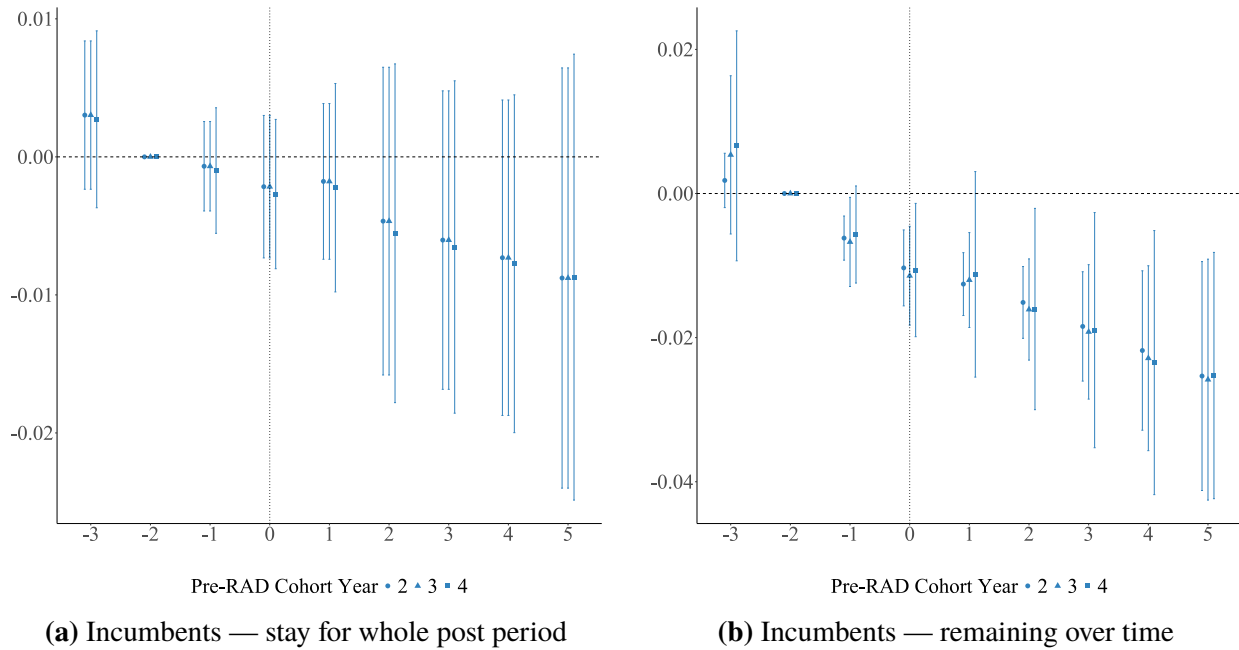 0.01
0.00
-0.01
-0.02
-3 -2 -1 0 1 2 3 4 5
Pre-RAD Cohort Year 2 3 4
(a) Incumbents — stay for whole post period
0.02
0.00
-0.02
-0.04
-3 -2 -1 0 1 2 3 4 5
Pre-RAD Cohort Year 2 3 4
(b) Incumbents — remaining over time